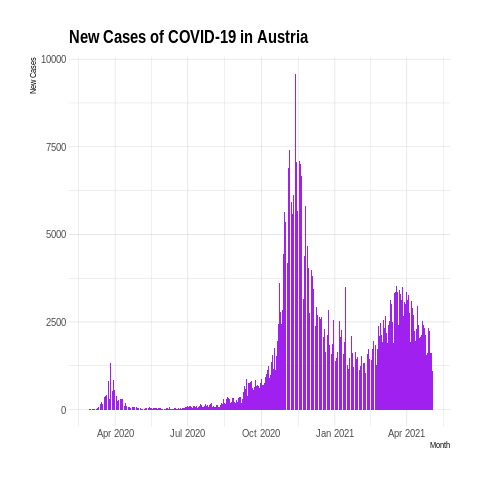 New Cases of COVID-19 in Austria
New Cases
10000
7500
5000
2500
0
Apr 2020 Jul 2020 Oct 2020 Jan 2021 Apr 2021
Month